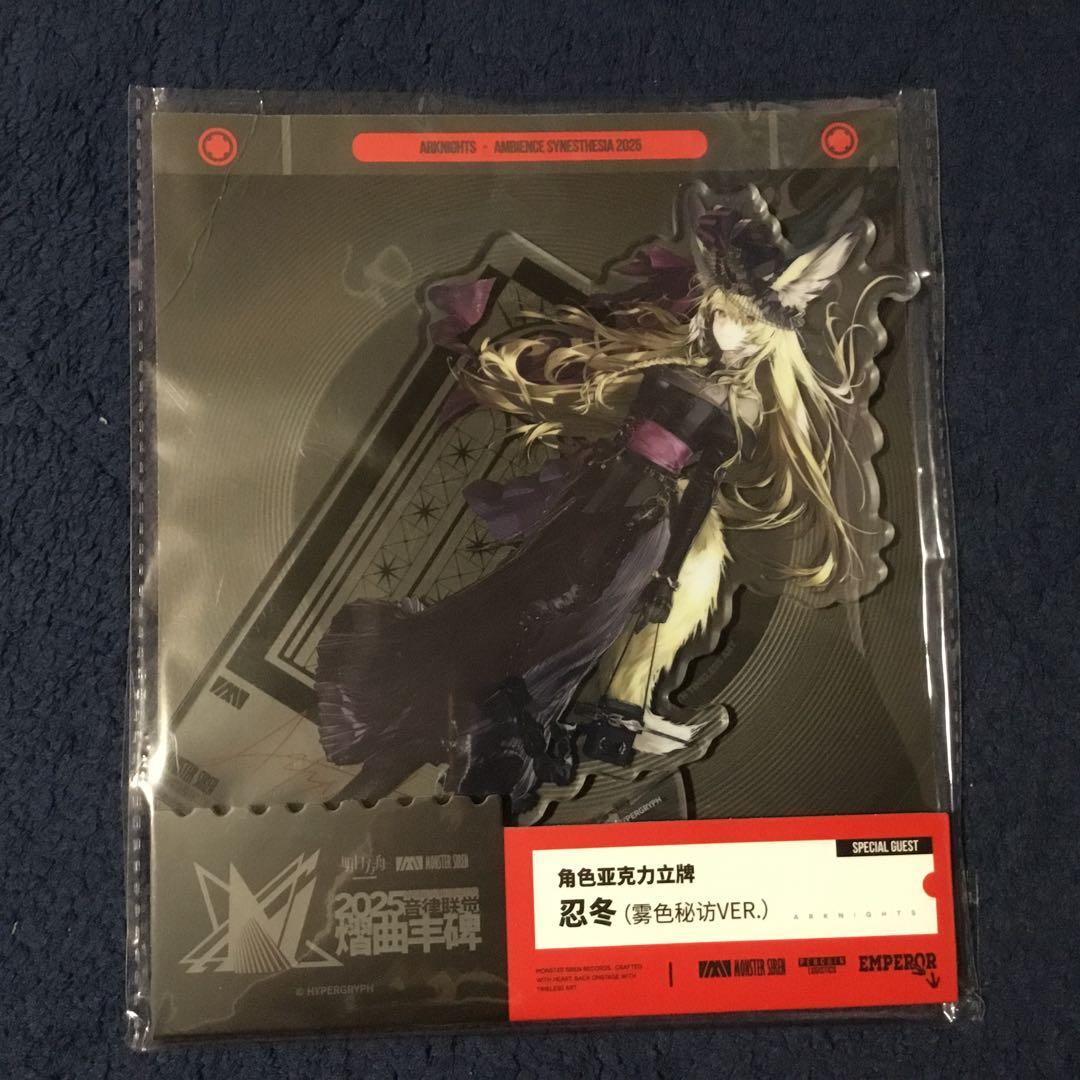 ARKNIGHTS - AMBIENCE SYNESTHESIA 2025
MONSTER SIREN
HYPERGRYPH
明日方舟 MONSTER SIREN
2025音律联觉
熠曲丰碑
© HYPERGRYPH
SPECIAL GUEST
角色亚克力立牌
忍冬 (雾色秘访VER.)
ARKNIGHTS
MONSTER SIREN RECORDS. CRAFTED
WITH HEART. BACK ONSTAGE WITH
TIMELESS ART
MONSTER SIREN
PENGUIN
LOGISTICS
EMPEROR